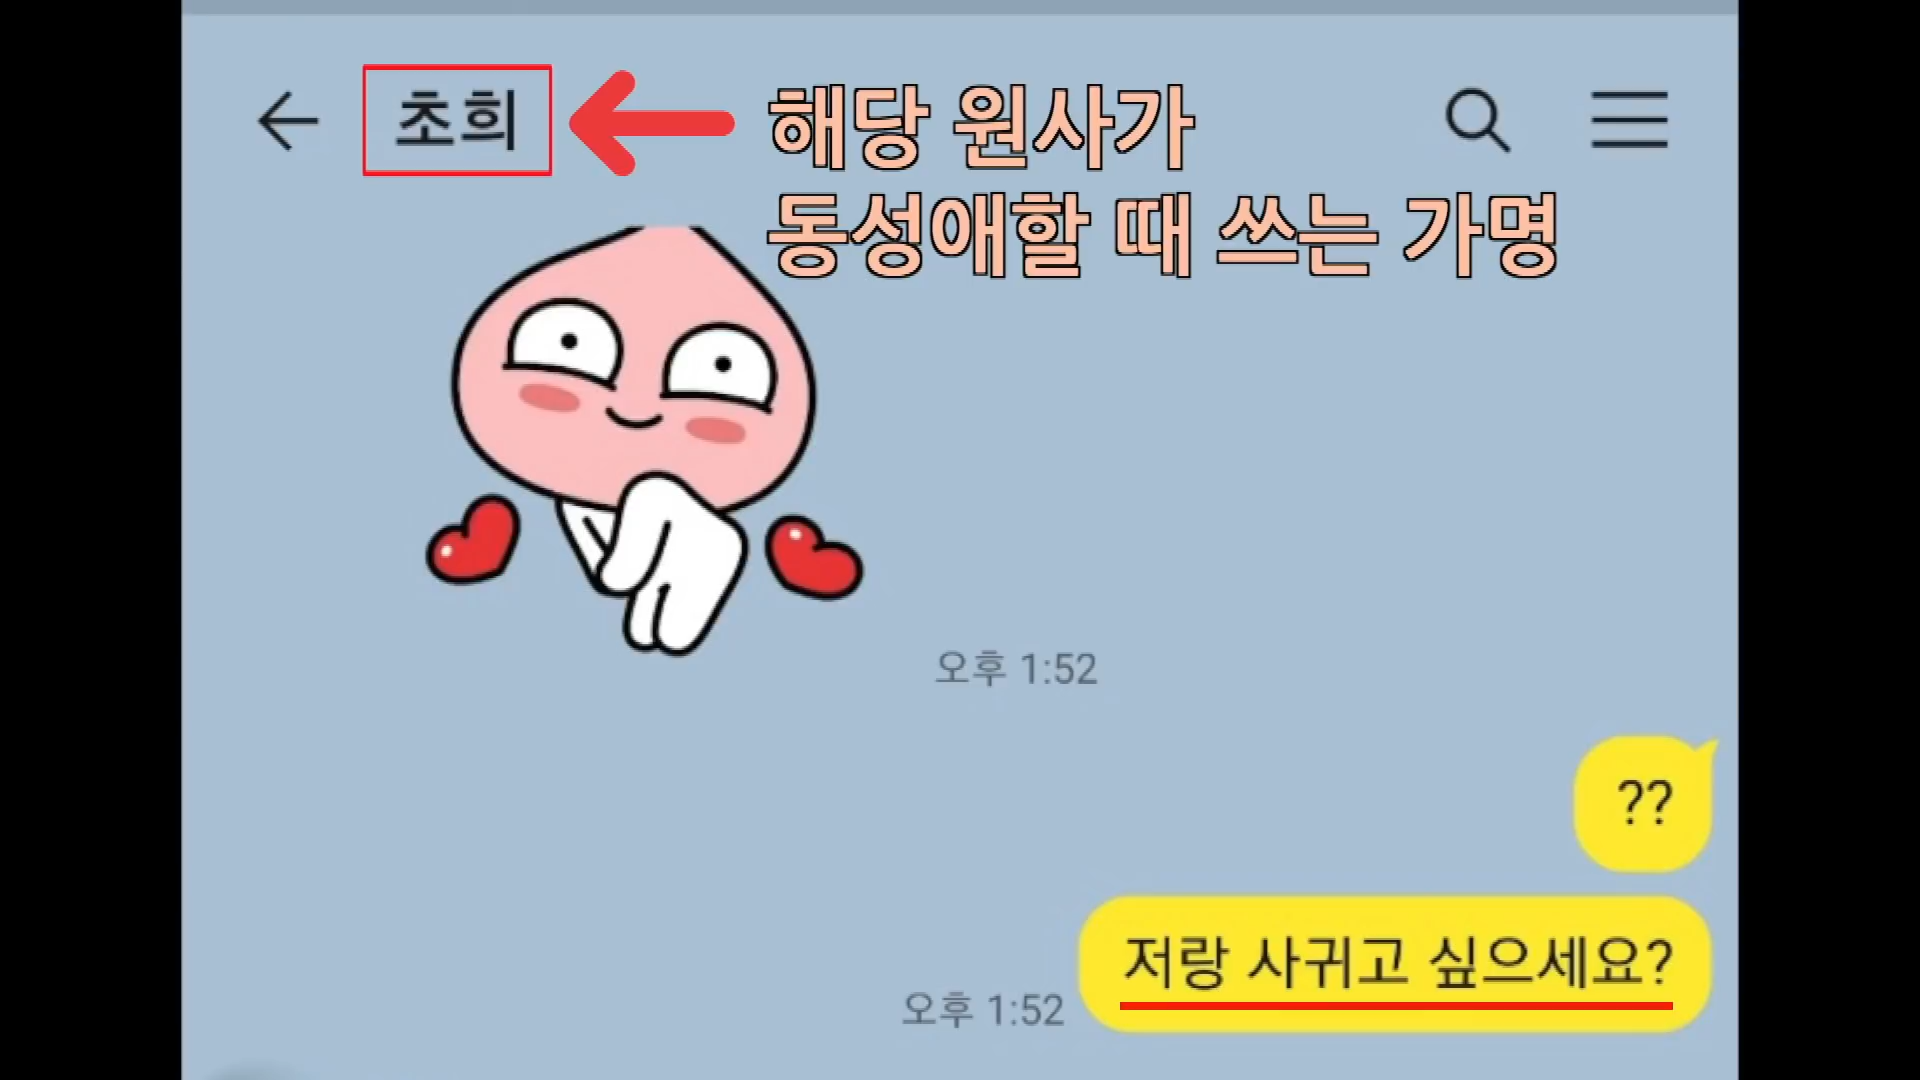 초희
해당 원사가
동성애할 때 쓰는 가명
오후 1:52
??
저랑 사귀고 싶으세요?
오후 1:52